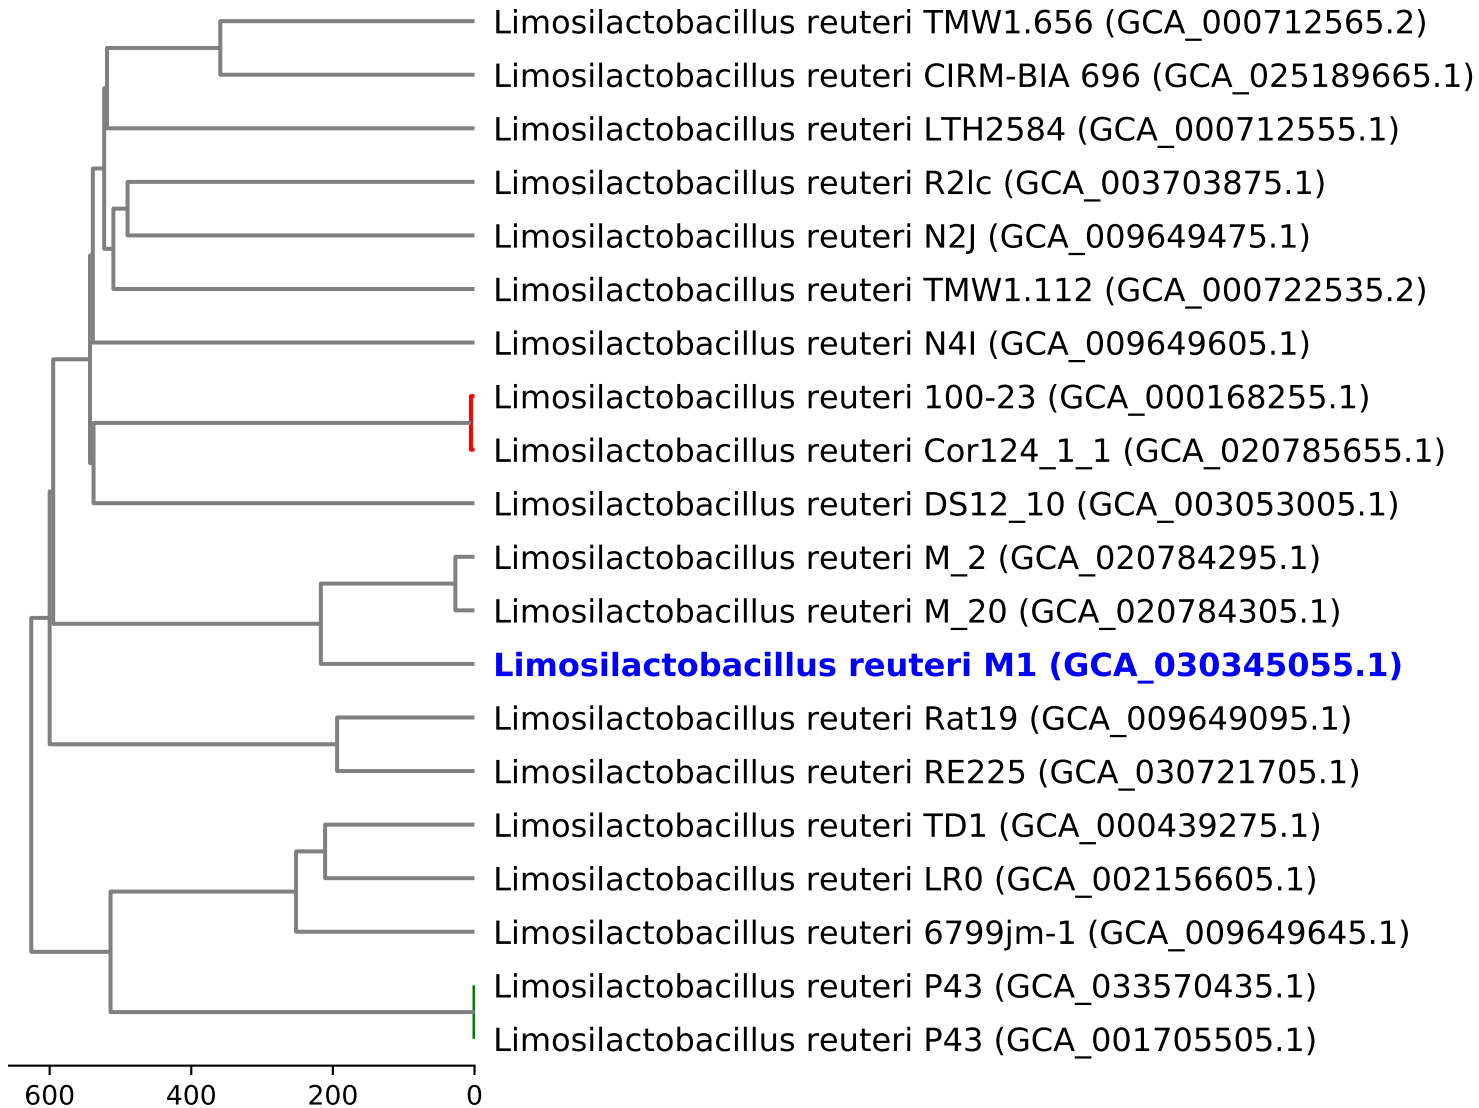 Limosilactobacillus reuteri TMW1.656 (GCA_000712565.2)
Limosilactobacillus reuteri CIRM-BIA 696 (GCA_025189665.1)
Limosilactobacillus reuteri LTH2584 (GCA_000712555.1)
Limosilactobacillus reuteri R2lc (GCA_003703875.1)
Limosilactobacillus reuteri N2J (GCA_009649475.1)
Limosilactobacillus reuteri TMW1.112 (GCA_000722535.2)
Limosilactobacillus reuteri N4I (GCA_009649605.1)
Limosilactobacillus reuteri 100-23 (GCA_000168255.1)
Limosilactobacillus reuteri Cor124_1_1 (GCA_020785655.1)
Limosilactobacillus reuteri DS12_10 (GCA_003053005.1)
Limosilactobacillus reuteri M_2 (GCA_020784295.1)
Limosilactobacillus reuteri M_20 (GCA_020784305.1)
Limosilactobacillus reuteri M1 (GCA_030345055.1)
Limosilactobacillus reuteri Rat19 (GCA_009649095.1)
Limosilactobacillus reuteri RE225 (GCA_030721705.1)
Limosilactobacillus reuteri TD1 (GCA_000439275.1)
Limosilactobacillus reuteri LR0 (GCA_002156605.1)
Limosilactobacillus reuteri 6799jm-1 (GCA_009649645.1)
Limosilactobacillus reuteri P43 (GCA_033570435.1)
Limosilactobacillus reuteri P43 (GCA_001705505.1)
600 400 200 0